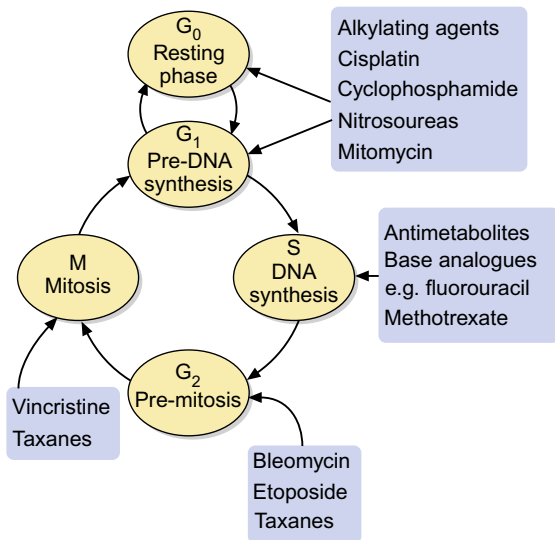 G0
Resting
phase
G1
Pre-DNA
synthesis
Alkylating agents
Cisplatin
Cyclophosphamide
Nitrosoureas
Mitomycin
S
DNA
synthesis
Antimetabolites
Base analogues
e.g. fluorouracil
Methotrexate
M
Mitosis
G2
Pre-mitosis
Vincristine
Taxanes
Bleomycin
Etoposide
Taxanes